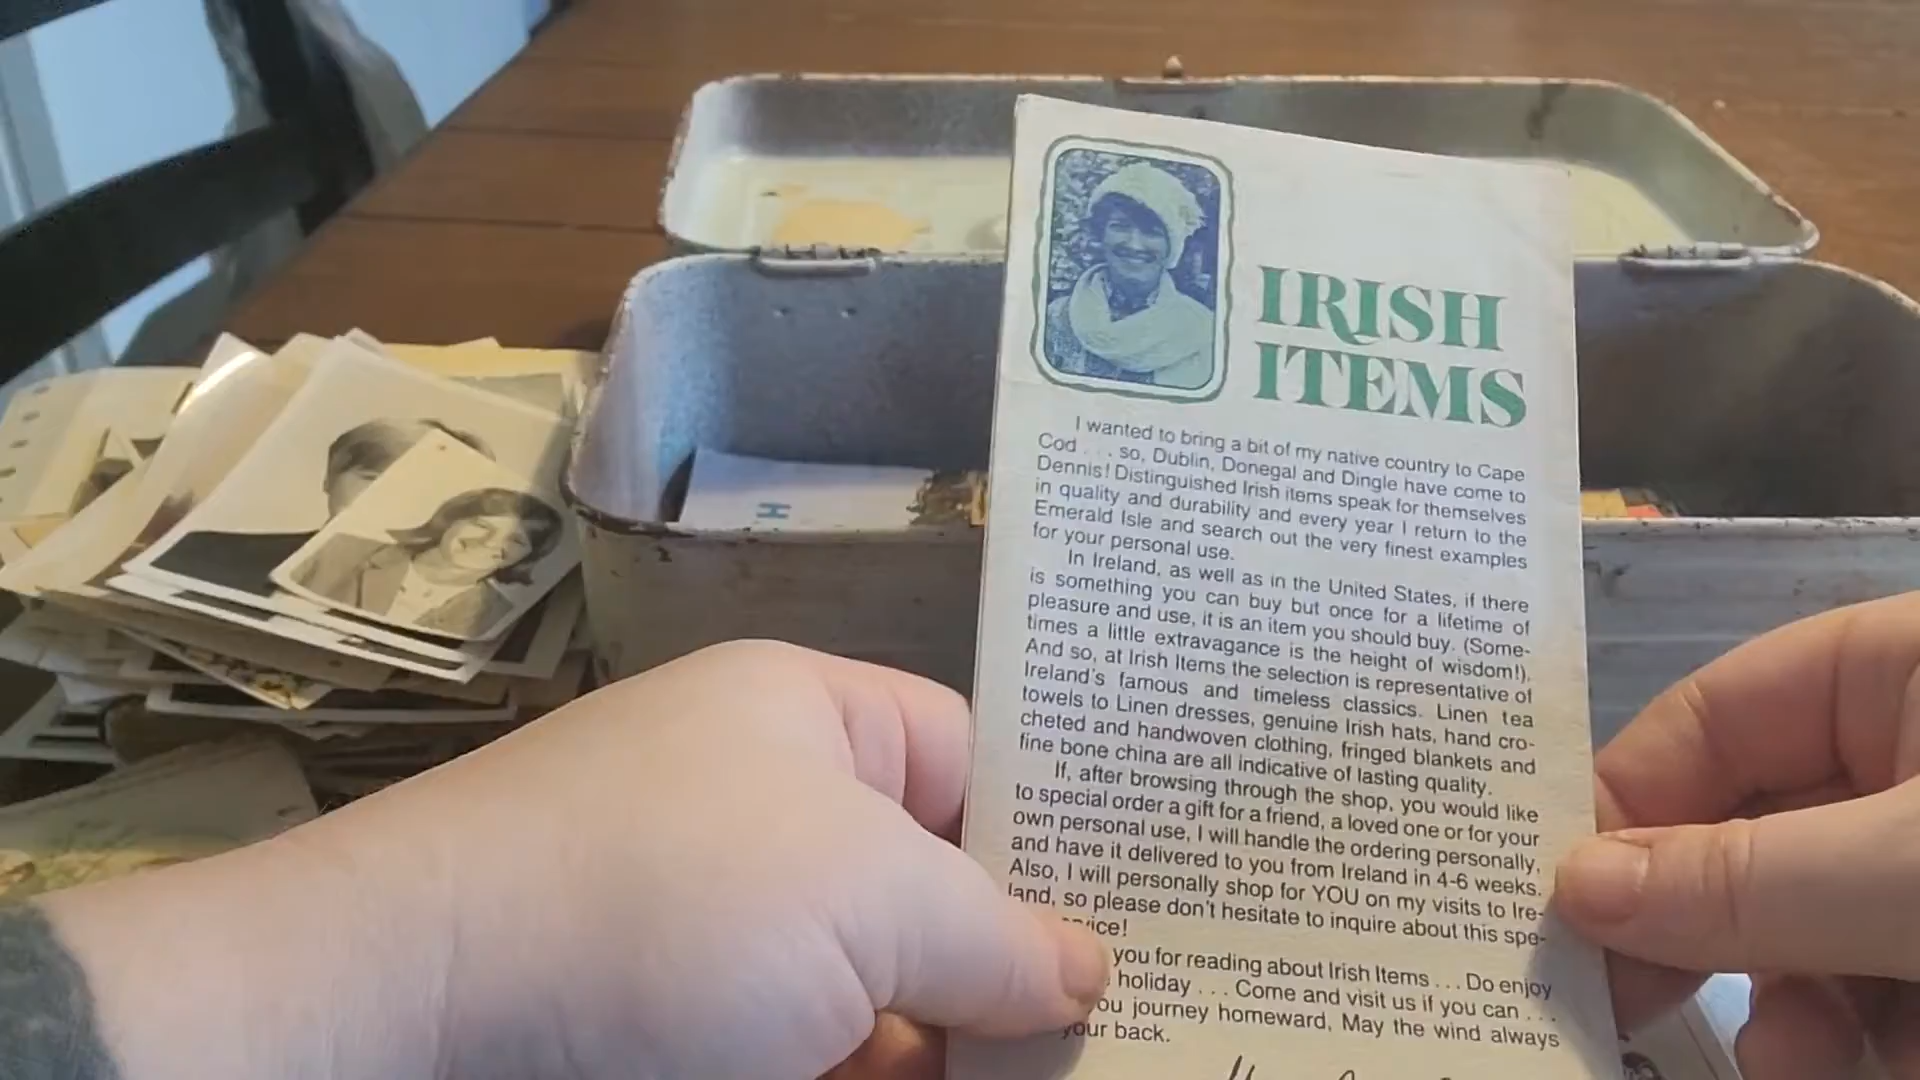 IRISH
ITEMS
I wanted to bring a bit of my native country to Cape
Cod . . . so, Dublin, Donegal and Dingle have come to
Dennis! Distinguished Irish items speak for themselves
in quality and durability and every year I return to the
Emerald Isle and search out the very finest examples
for your personal use.
In Ireland, as well as in the United States, if there
is something you can buy but once for a lifetime of
pleasure and use, it is an item you should buy. (Some-
times a little extravagance is the height of wisdom!).
And so, at Irish Items the selection is representative of
Ireland's famous and timeless classics. Linen tea
towels to Linen dresses, genuine Irish hats, hand cro-
cheted and handwoven clothing, fringed blankets and
fine bone china are all indicative of lasting quality.
If, after browsing through the shop, you would like
to special order a gift for a friend, a loved one or for your
own personal use, I will handle the ordering personally,
and have it delivered to you from Ireland in 4-6 weeks.
Also, I will personally shop for YOU on my visits to Ire-
land, so please don't hesitate to inquire about this spe-
you for reading about Irish Items . . . Do enjoy
holiday . . . Come and visit us if you can . . .
you journey homeward, May the wind always
your back.
H